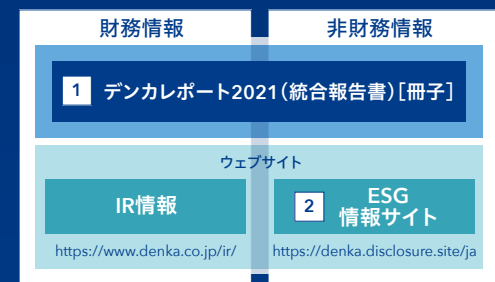 財務情報
非財務情報
1 デンカレポート2021(統合報告書)[冊子]
ウェブサイト
IR情報
2 ESG
情報サイト
https://www.denka.co.jp/ir/
https://denka.disclosure.site/ja